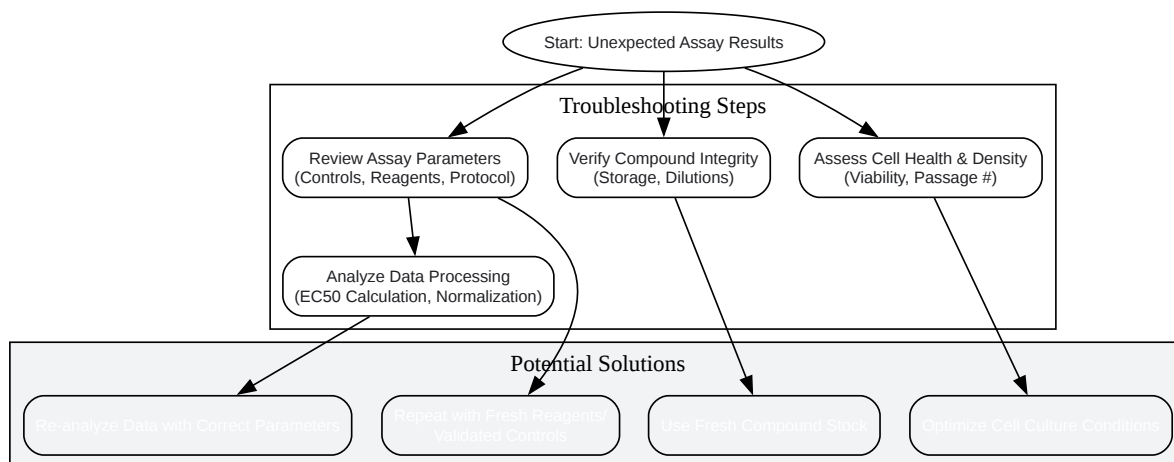 Start: Unexpected Assay Results
Troubleshooting Steps
Review Assay Parameters
(Controls, Reagents, Protocol)
Verify Compound Integrity
(Storage, Dilutions)
Assess Cell Health & Density
(Viability, Passage #)
Analyze Data Processing
(EC50 Calculation, Normalization)
Potential Solutions
Re-analyze Data with Correct Parameters
Repeat with Fresh Reagents/
Validated Controls
Use Fresh Compound Stock
Optimize Cell Culture Conditions